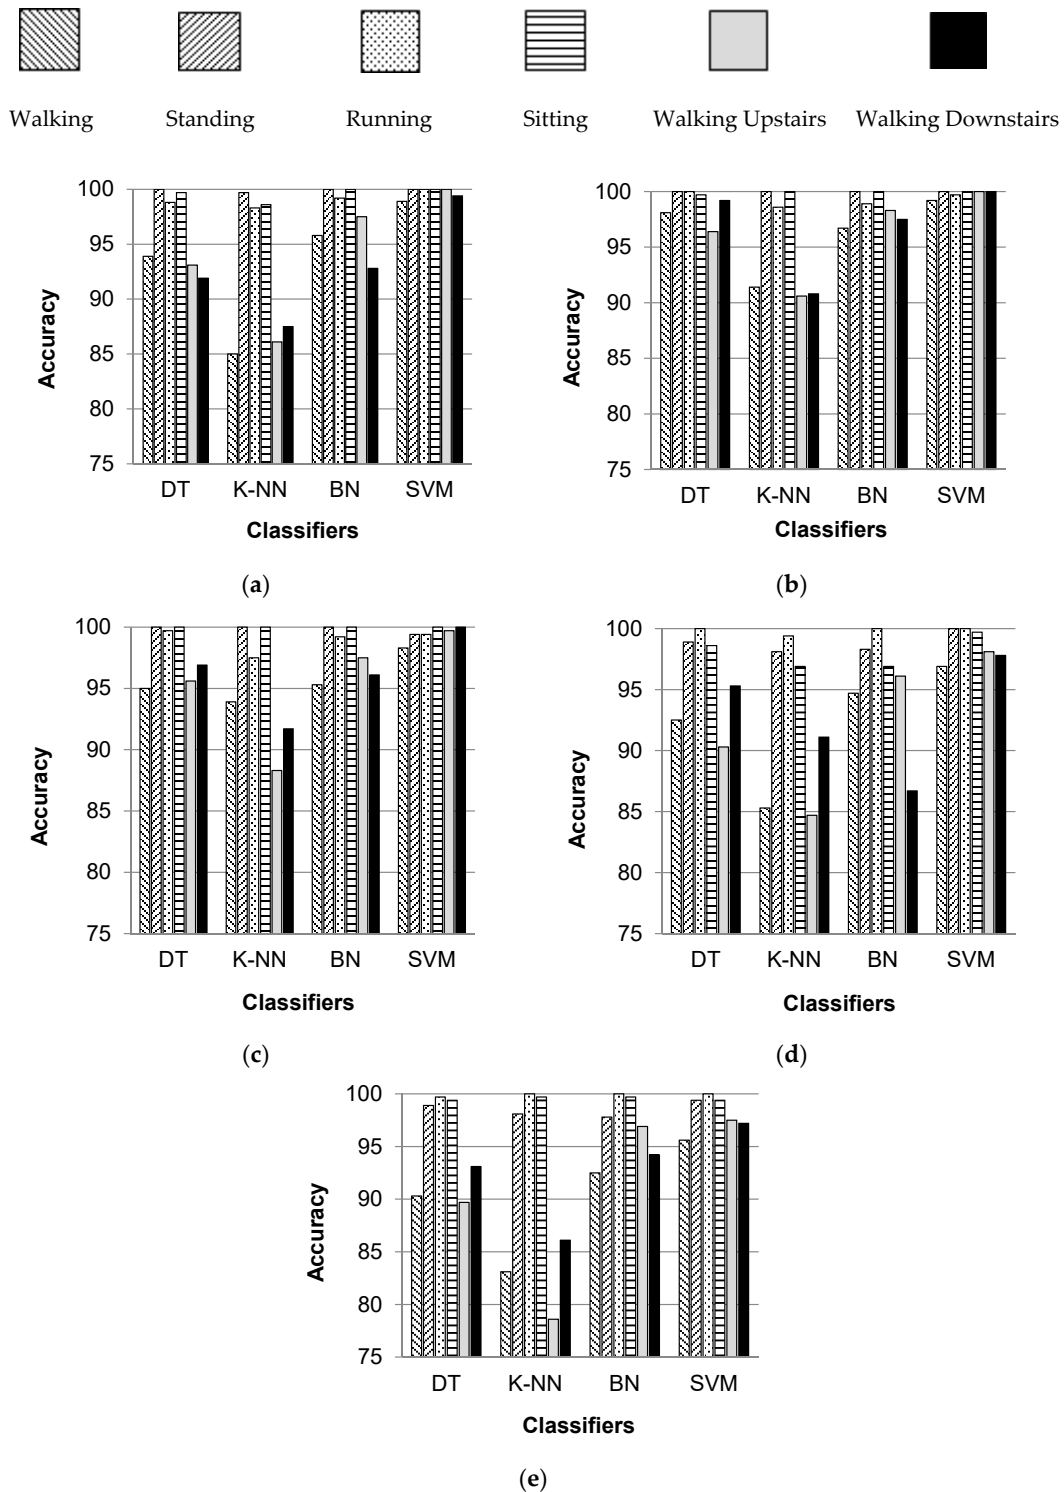 Walking Standing Running Sitting Walking Upstairs Walking Downstairs
100
95
90
85
80
75
Accuracy
DT K-NN BN SVM
Classifiers
(a)
100
95
90
85
80
75
Accuracy
DT K-NN BN SVM
Classifiers
(b)
100
95
90
85
80
75
Accuracy
DT K-NN BN SVM
Classifiers
(c)
100
95
90
85
80
75
Accuracy
DT K-NN BN SVM
Classifiers
(d)
100
95
90
85
80
75
Accuracy
DT K-NN BN SVM
Classifiers
(e)